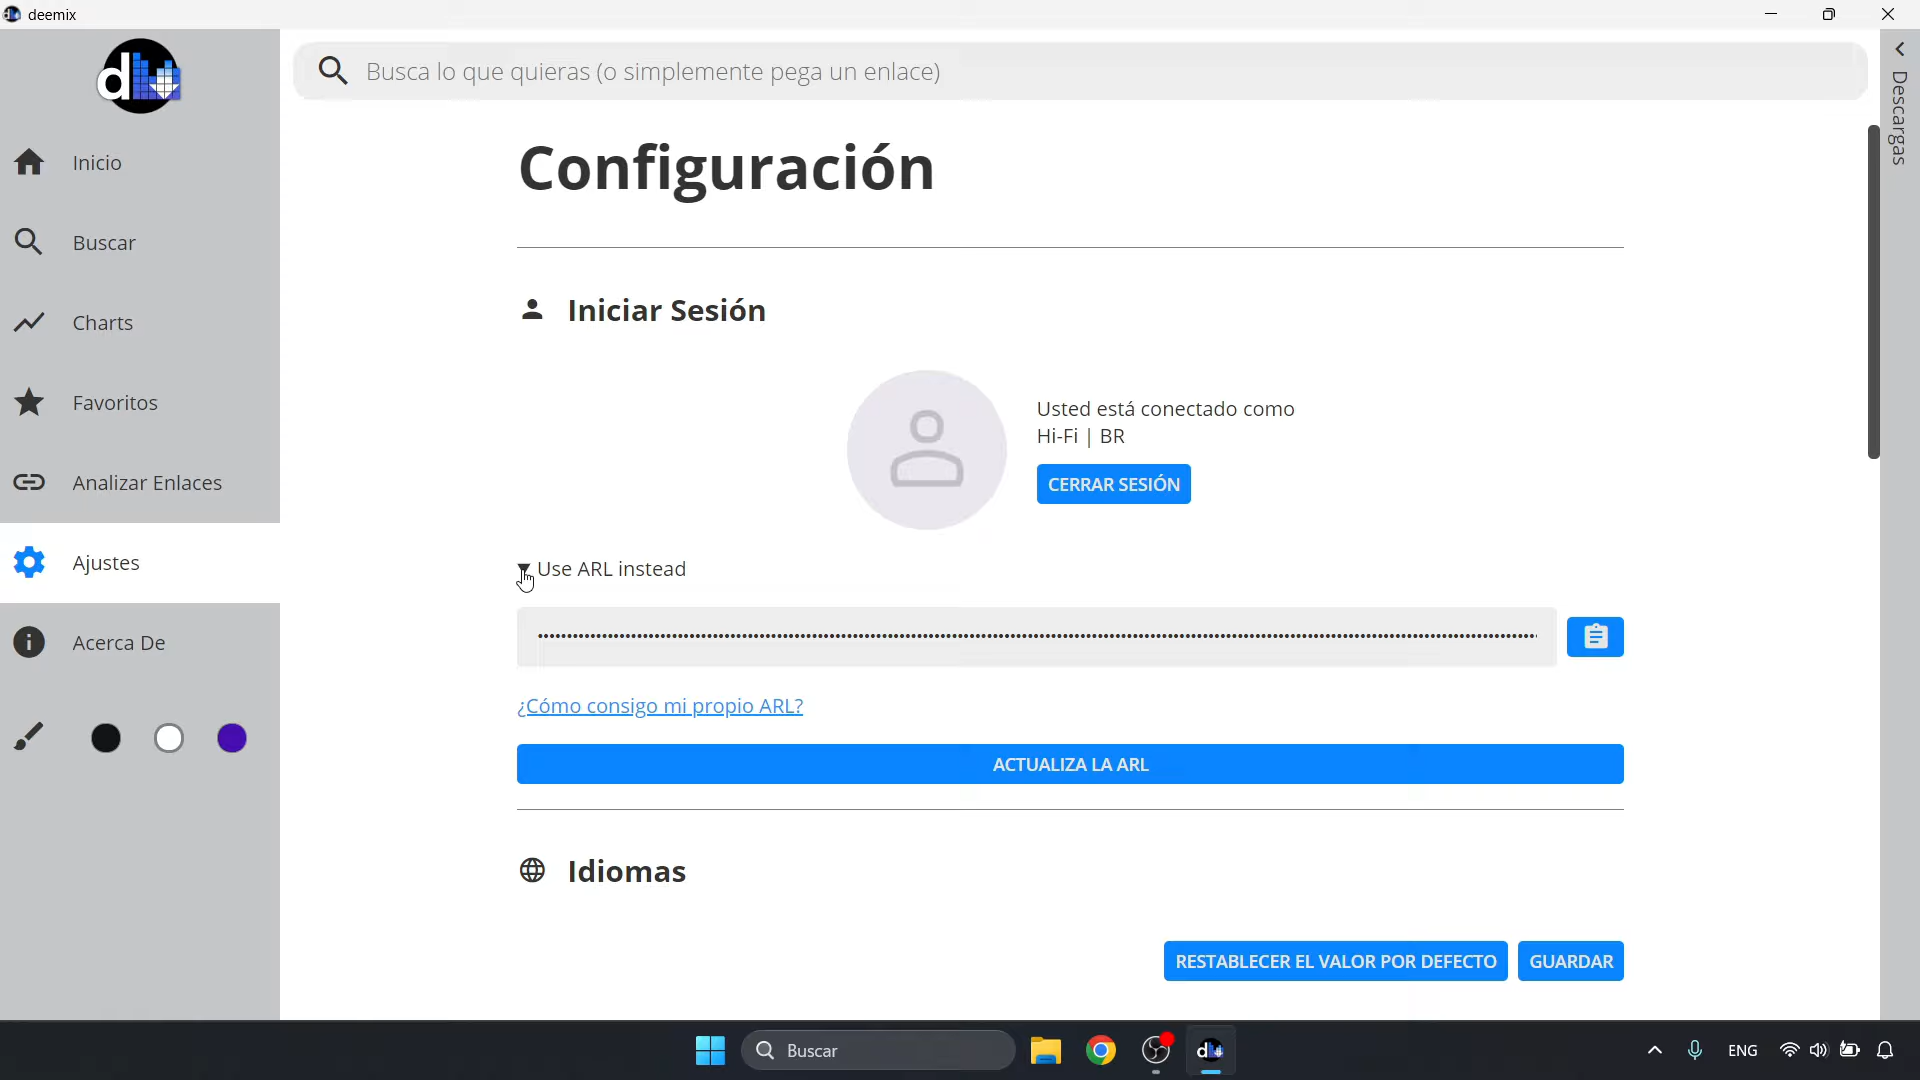 deemix
Busca lo que quieras (o simplemente pega un enlace)
Descargas
Inicio
Buscar
Charts
Favoritos
Analizar Enlaces
Ajustes
Acerca De
Configuración
Iniciar Sesión
Usted está conectado como
Hi-Fi | BR
CERRAR SESIÓN
Use ARL instead
¿Cómo consigo mi propio ARL?
ACTUALIZA LA ARL
Idiomas
RESTABLECER EL VALOR POR DEFECTO
GUARDAR
Buscar
ENG